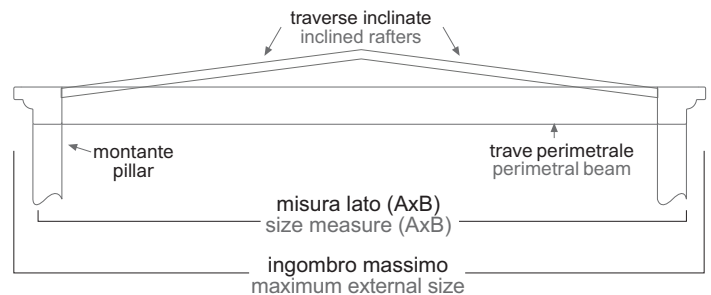 traverse inclinate
inclined rafters
montante
pillar
trave perimetrale
perimetral beam
misura lato (AxB)
size measure (AxB)
ingombro massimo
maximum external size